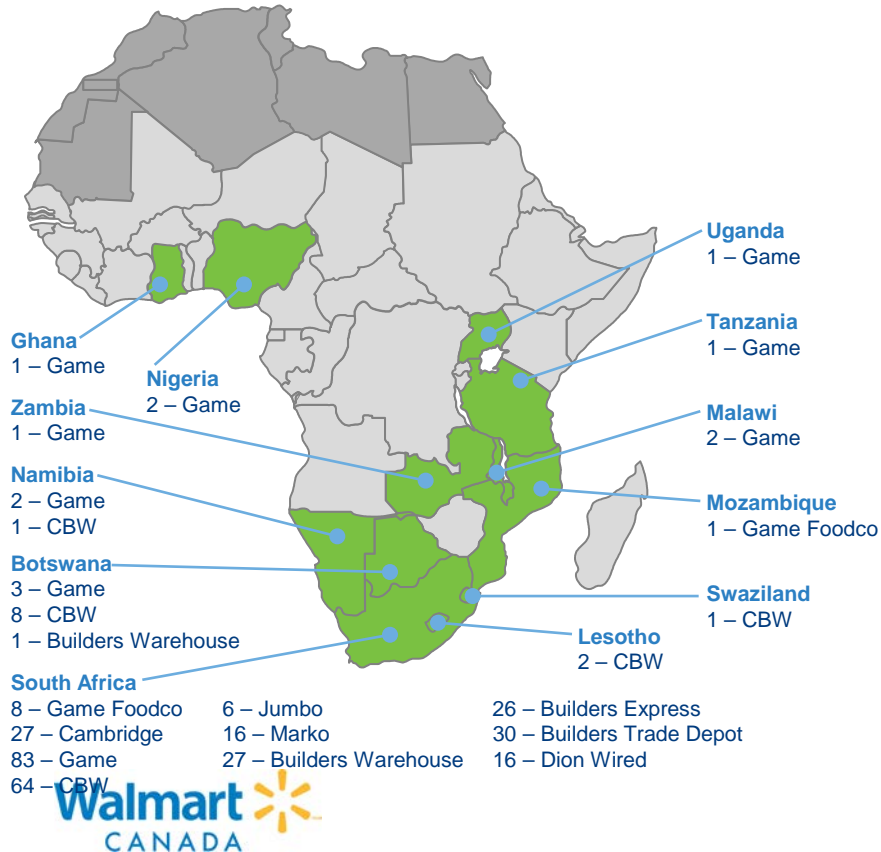 Uganda
1 – Game
Tanzania
1 – Game
Ghana
1 – Game
Nigeria
2 – Game
Zambia
1 – Game
Malawi
2 – Game
Namibia
2 – Game
1 – CBW
Mozambique
1 – Game Foodco
Botswana
3 – Game
8 – CBW
1 – Builders Warehouse
Swaziland
1 – CBW
Lesotho
2 – CBW
South Africa
8 – Game Foodco
27 – Cambridge
83 – Game
64 – CBW
6 – Jumbo
16 – Marko
27 – Builders Warehouse
26 – Builders Express
30 – Builders Trade Depot
16 – Dion Wired
Walmart
CANADA